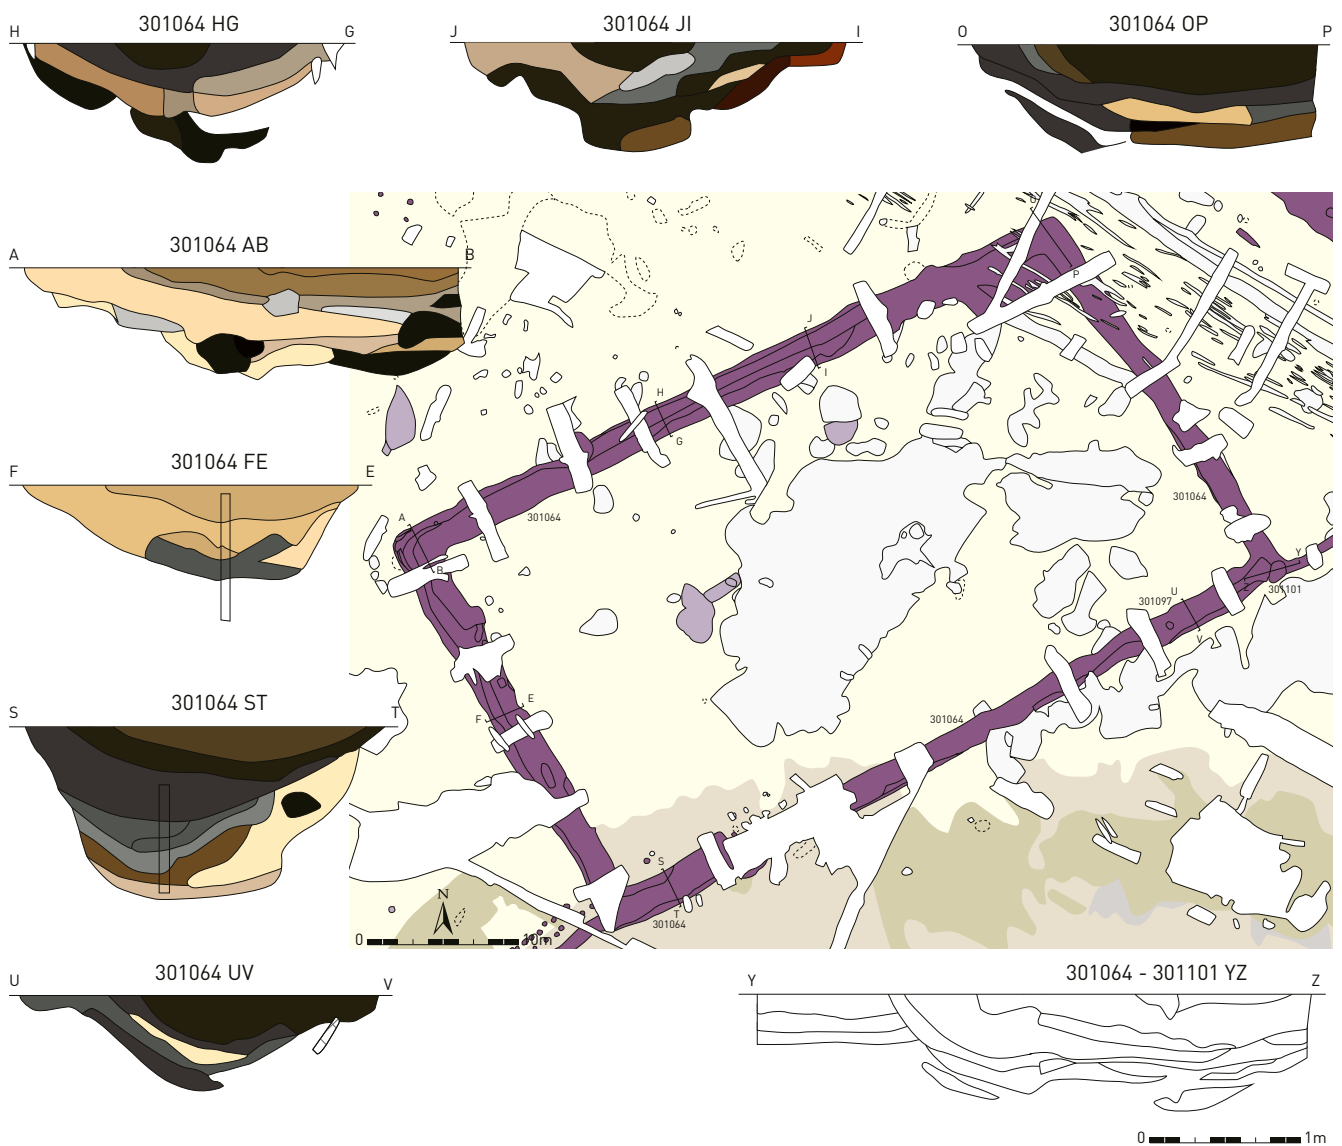 H 301064 HG G
J 301064 JI I
O 301064 OP P
A 301064 AB B
F 301064 FE E
S 301064 ST T
U 301064 UV V
Y 301064 - 301101 YZ Z
O
P
J
I
H
G
A
B
301064
301064
Y
Z
301101
U
301097
V
E
F
301064
S
T
301064
N
0 10m
0 1m